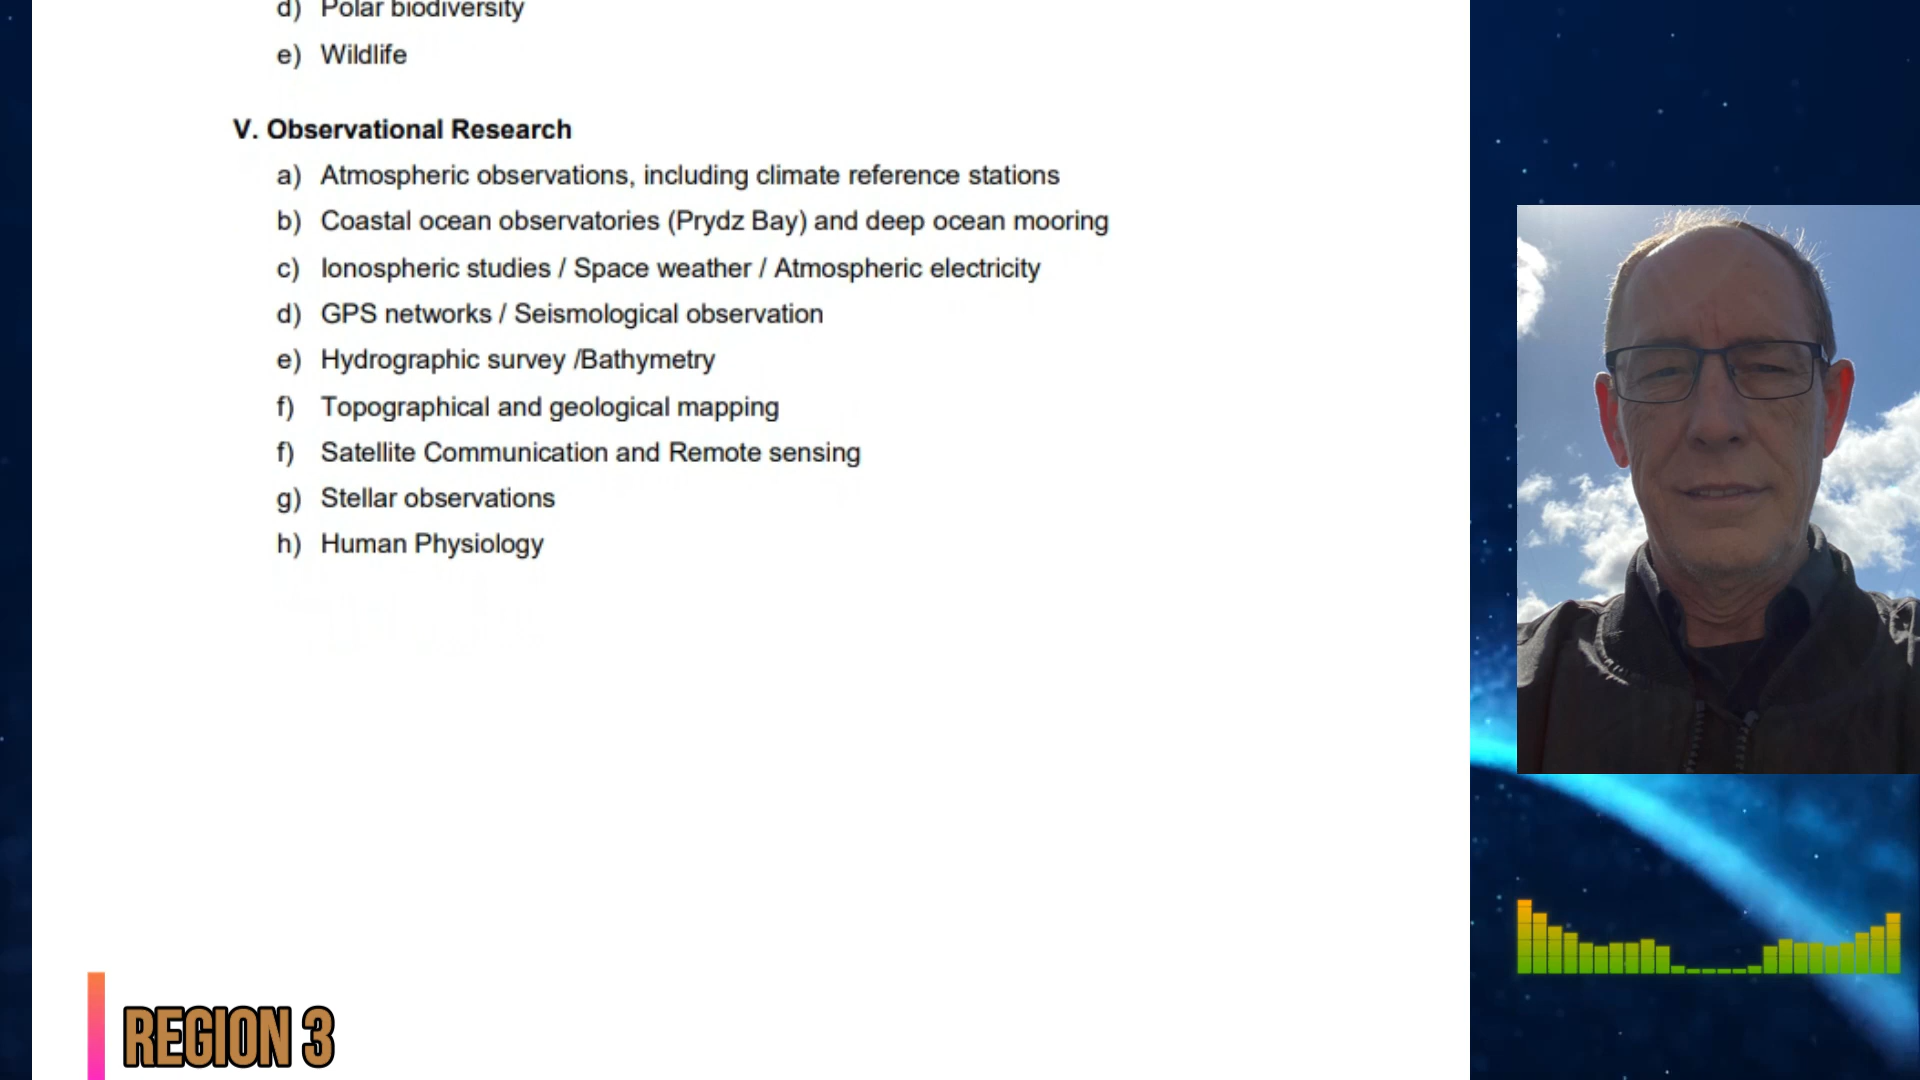 d) Polar biodiversity
e) Wildlife
V. Observational Research
a) Atmospheric observations, including climate reference stations
b) Coastal ocean observatories (Prydz Bay) and deep ocean mooring
c) Ionospheric studies / Space weather / Atmospheric electricity
d) GPS networks / Seismological observation
e) Hydrographic survey /Bathymetry
f) Topographical and geological mapping
f) Satellite Communication and Remote sensing
g) Stellar observations
h) Human Physiology
REGION 3